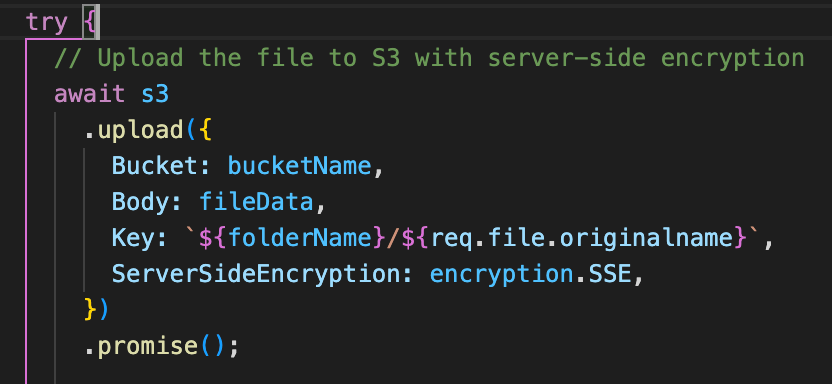 try {
// Upload the file to S3 with server-side encryption
await s3
.upload({
Bucket: bucketName,
Body: fileData,
Key: `${folderName}/${req.file.originalname}`,
ServerSideEncryption: encryption.SSE,
})
.promise();